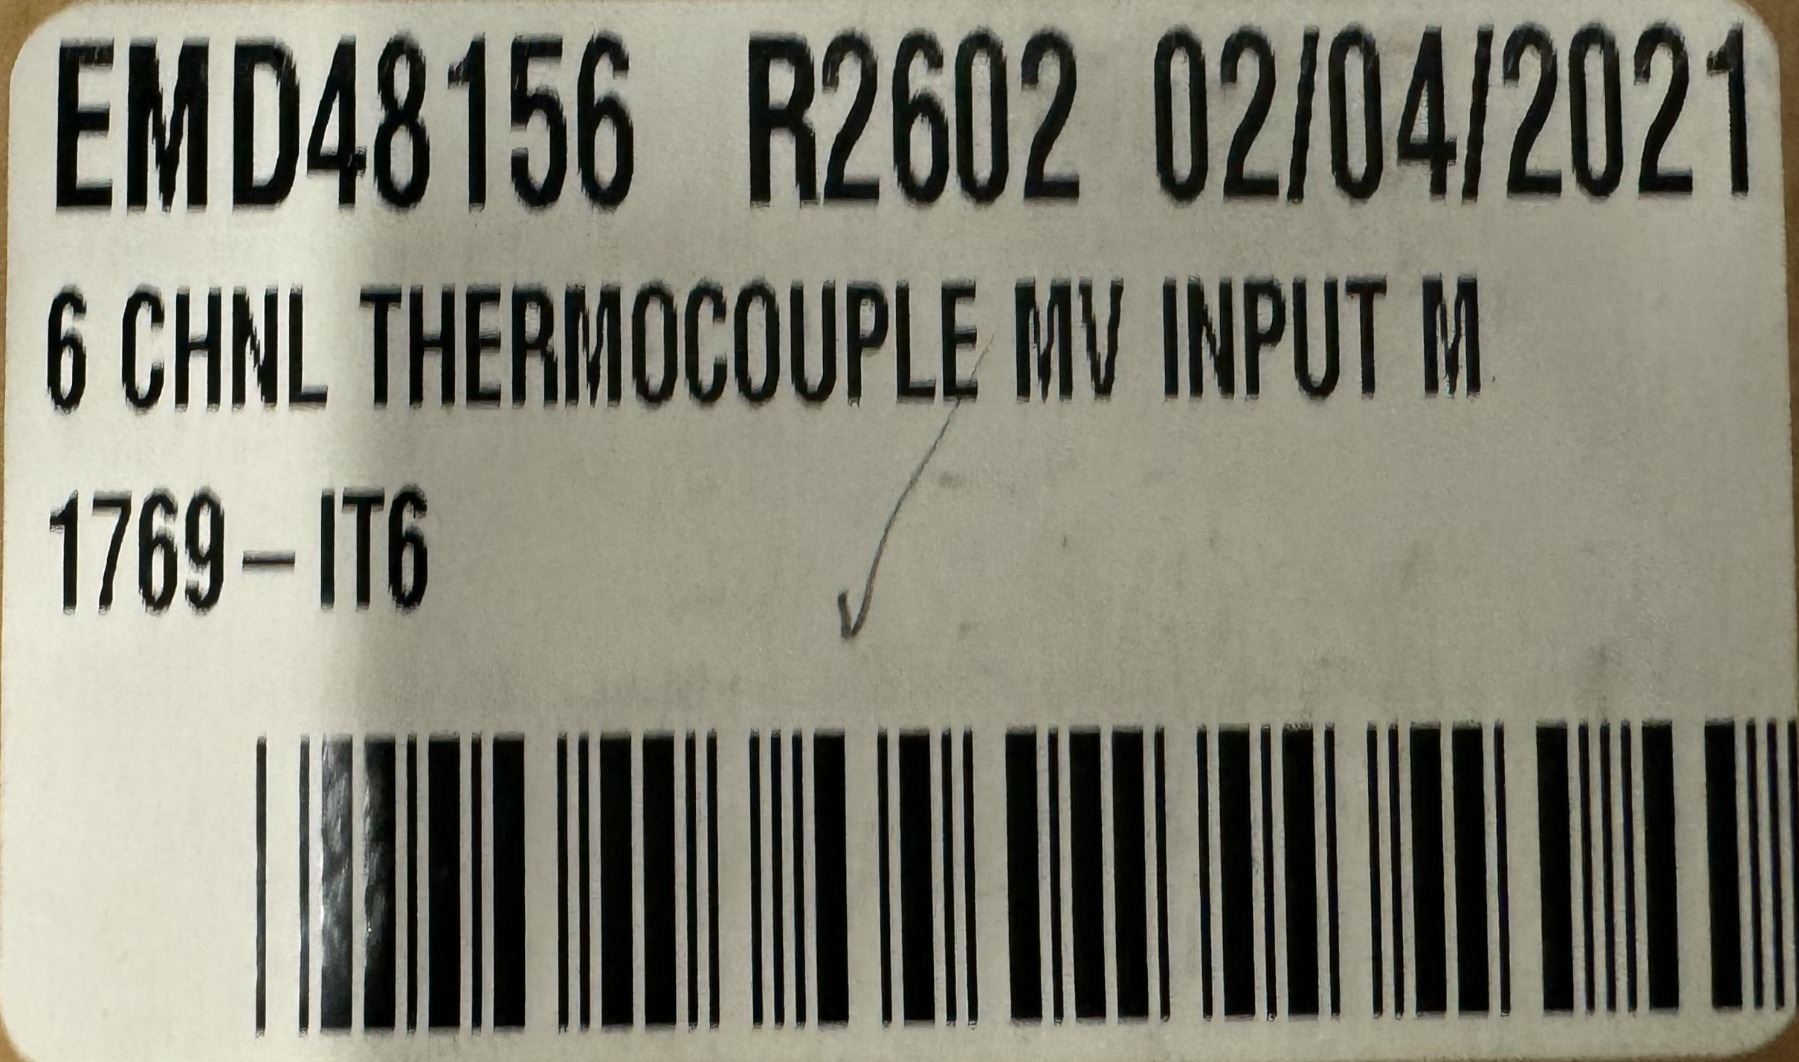 EMD48156 R2602 02/04/2021
6 CHNL THERMOCOUPLE MV INPUT M
1769-IT6